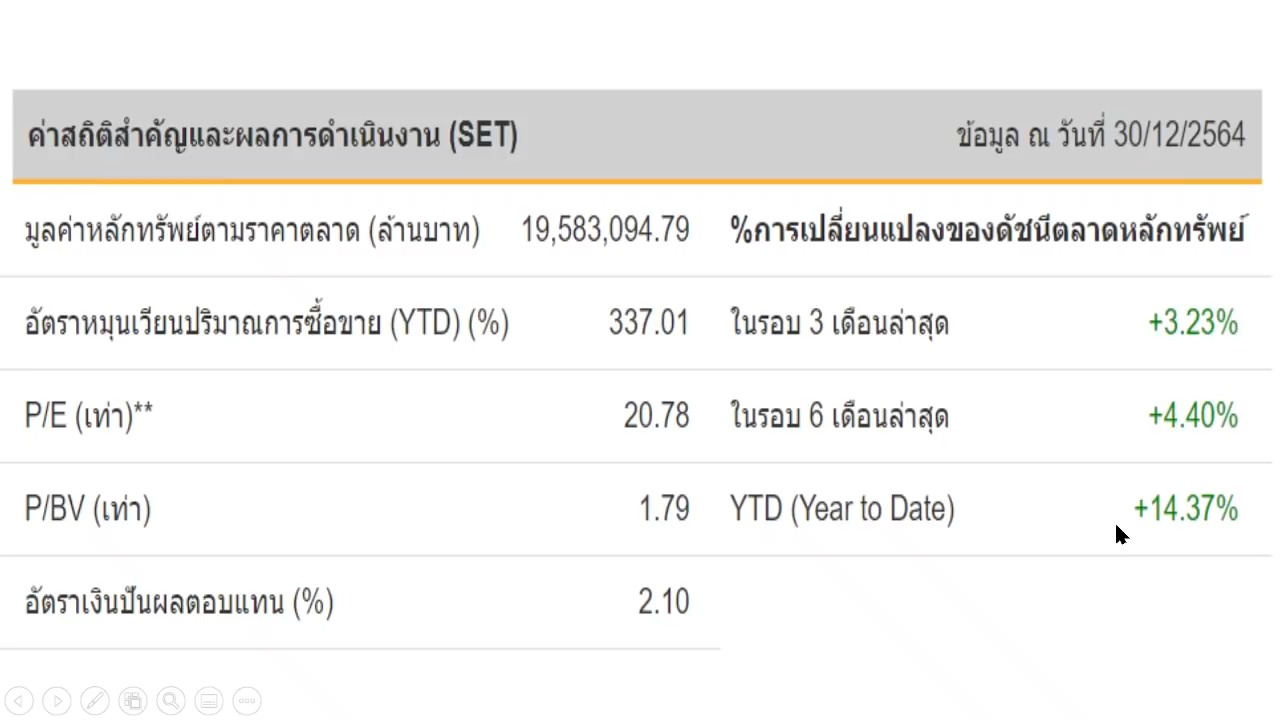 ค่าสถิติสำคัญและผลการดำเนินงาน (SET) ข้อมูล ณ วันที่ 30/12/2564
มูลค่าหลักทรัพย์ตามราคาตลาด (ล้านบาท) 19,583,094.79 %การเปลี่ยนแปลงของดัชนีตลาดหลักทรัพย์
อัตราหมุนเวียนปริมาณการซื้อขาย (YTD) (%) 337.01 ในรอบ 3 เดือนล่าสุด +3.23%
P/E (เท่า)** 20.78 ในรอบ 6 เดือนล่าสุด +4.40%
P/BV (เท่า) 1.79 YTD (Year to Date) +14.37%
อัตราเงินปันผลตอบแทน (%) 2.10